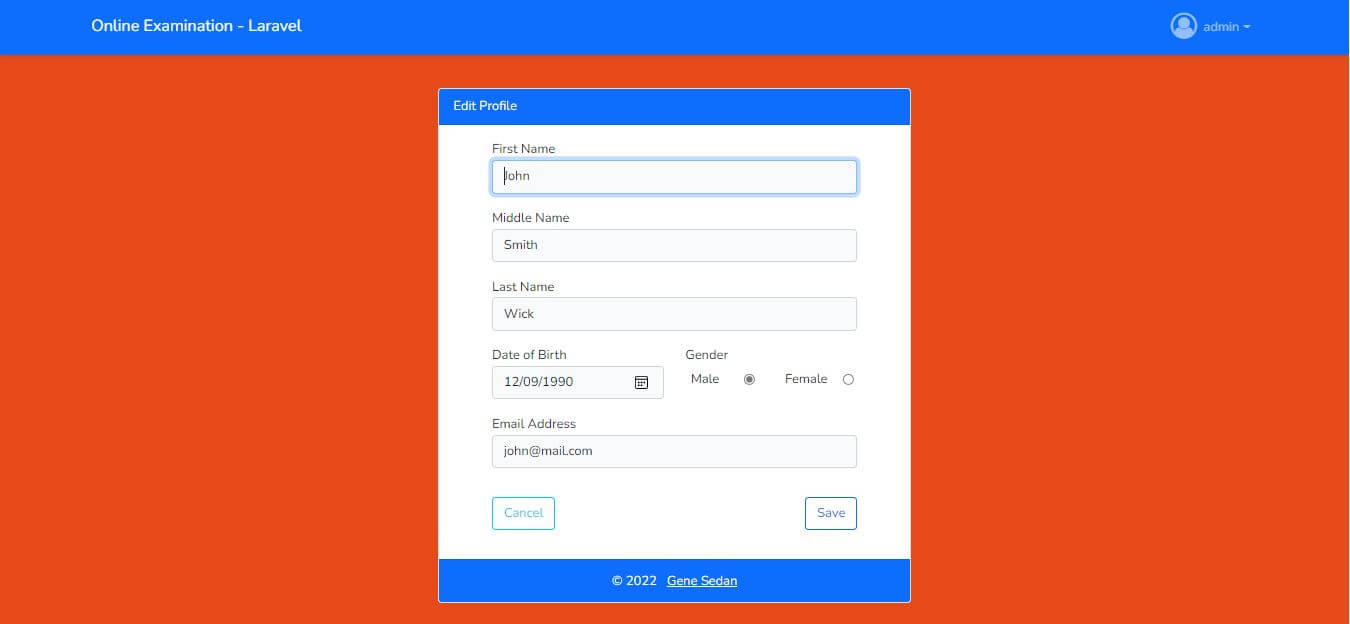 Online Examination - Laravel
admin
Edit Profile
First Name
John
Middle Name
Smith
Last Name
Wick
Date of Birth
Gender
12/09/1990
Male
Female
Email Address
john@mail.com
Cancel
Save
© 2022 Gene Sedan